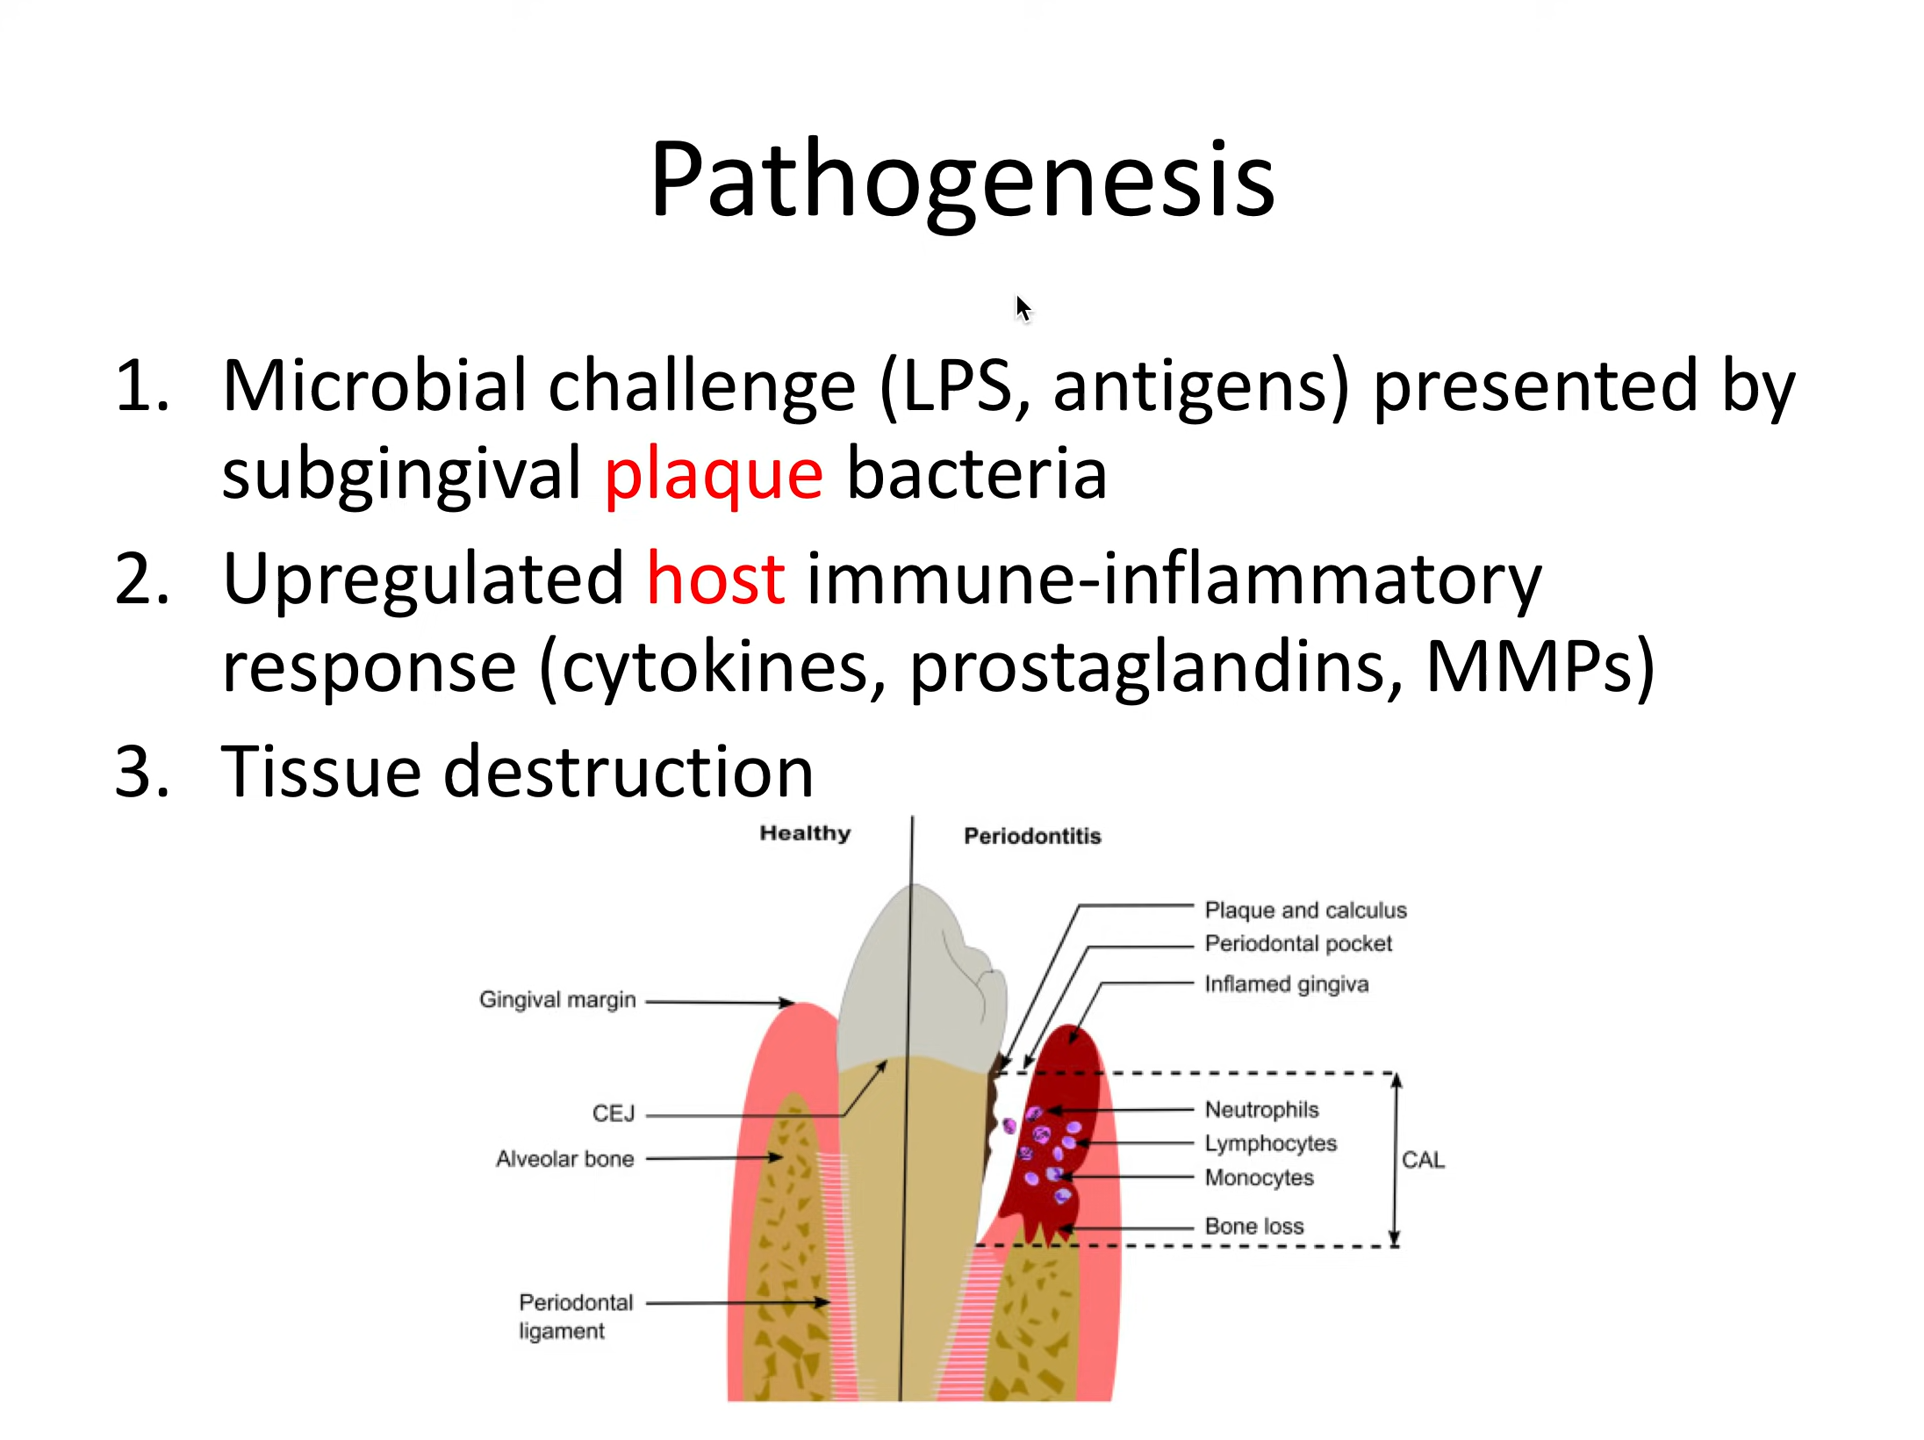 Pathogenesis
1. Microbial challenge (LPS, antigens) presented by
subgingival plaque bacteria
2. Upregulated host immune-inflammatory
response (cytokines, prostaglandins, MMPs)
3. Tissue destruction
Healthy
Periodontitis
Plaque and calculus
Periodontal pocket
Inflamed gingiva
Gingival margin
CEJ
Alveolar bone
Periodontal
ligament
Neutrophils
Lymphocytes
Monocytes
Bone loss
CAL